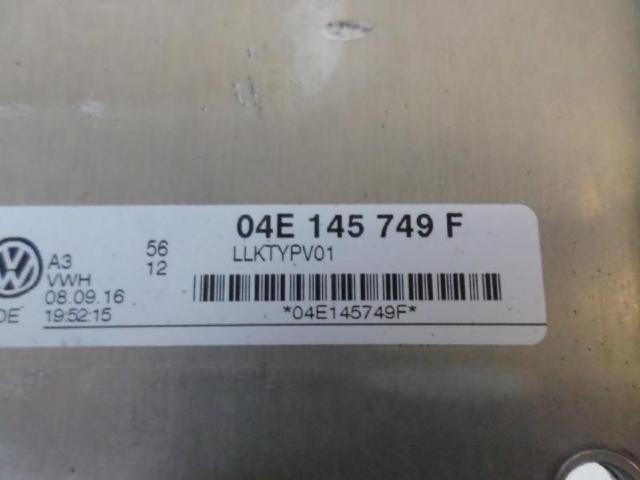 04E 145 749 F
LLKTYPV01
A3
VWH
08.09.16
19:52:15
DE
56
12
*04E145749F*